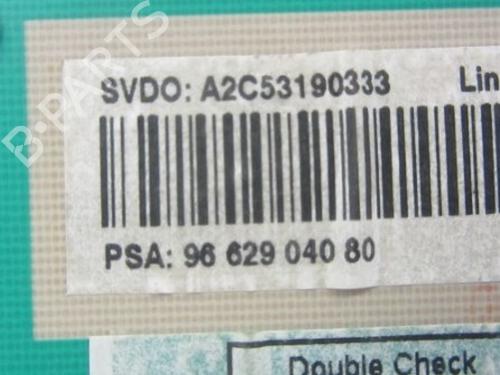 B-PARTS
SVDO: A2C53190333 Lin
PSA: 96 629 040 80
Double Check